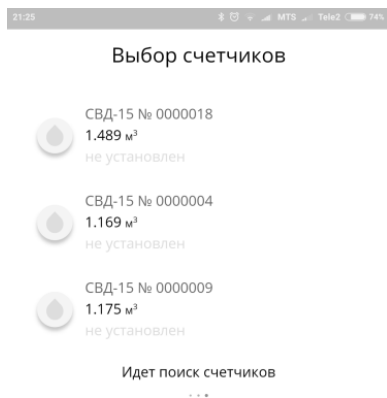 21:25 MTS Tele2 74%
Выбор счетчиков
СВД-15 № 0000018
1.489 м³
не установлен
СВД-15 № 0000004
1.169 м³
не установлен
СВД-15 № 0000009
1.175 м³
не установлен
Идет поиск счетчиков
...